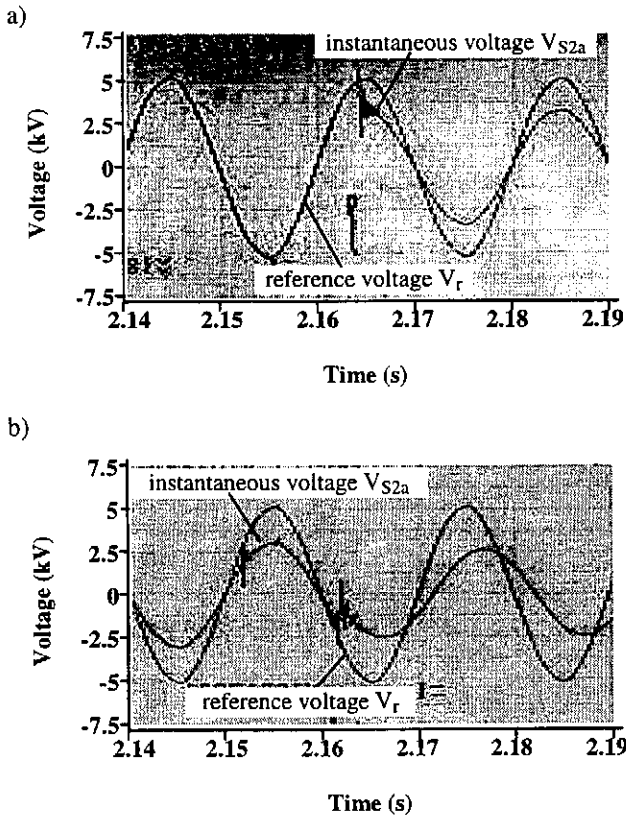 a)
7.5
5
2.5
0
-2.5
-5
-7.5
Voltage (kV)
instantaneous voltage VS2a
reference voltage Vr
2.14 2.15 2.16 2.17 2.18 2.19
Time (s)
b)
7.5
5
2.5
0
-2.5
-5
-7.5
Voltage (kV)
instantaneous voltage VS2a
reference voltage Vr
2.14 2.15 2.16 2.17 2.18 2.19
Time (s)